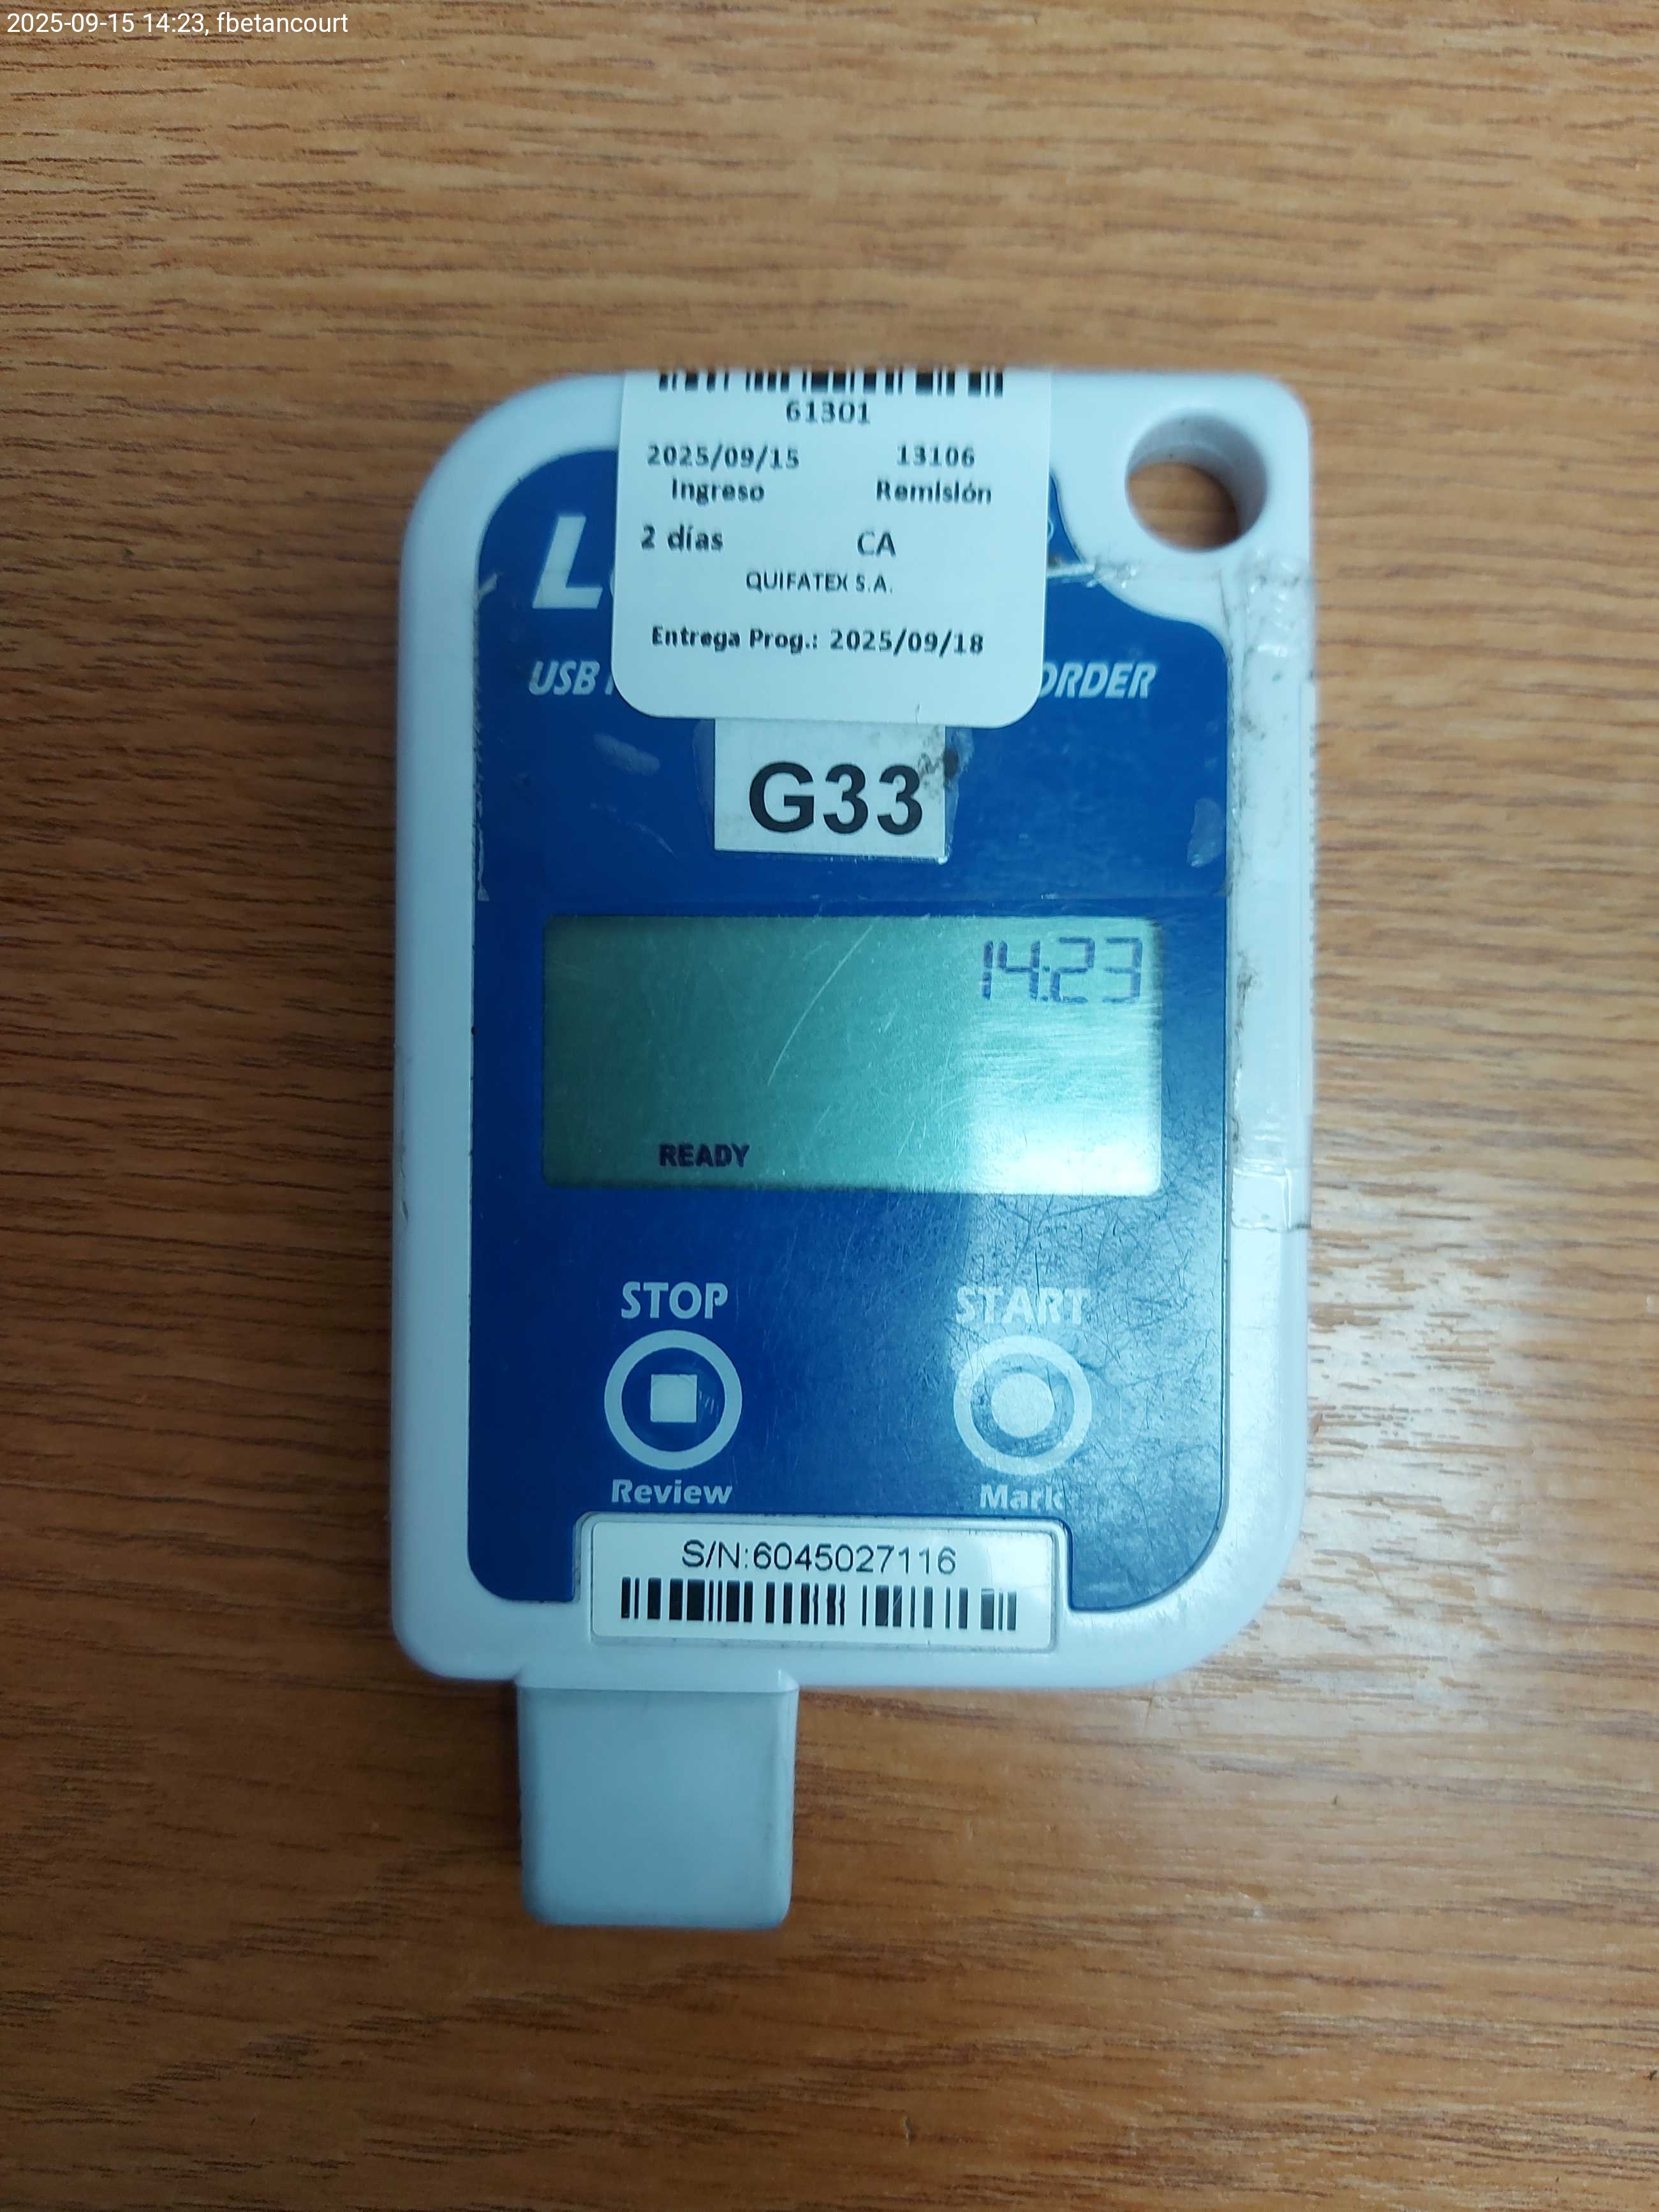 2025-09-15 14:23, fbetancourt
61301
2025/09/15 13106
Ingreso Remisión
2 días CA
QUIFATEX S.A.
Entrega Prog.: 2025/09/18
USB
G33
14:23
READY
STOP START
Review Mark
S/N:6045027116